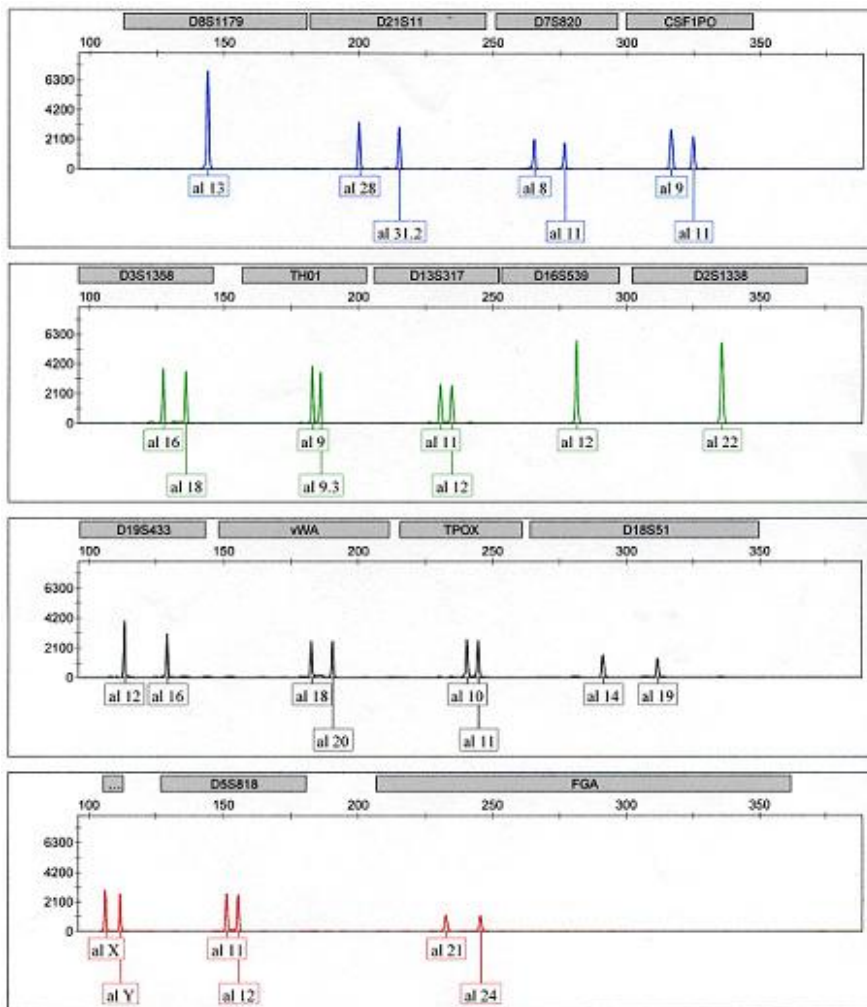 D8S1179 D21S11 D7S820 CSF1PO
100 150 200 250 300 350
6300
4200
2100
0
al 13 al 28 al 8 al 9
al 31.2 al 11 al 11
D3S1358 TH01 D13S317 D16S539 D2S1338
100 150 200 250 300 350
6300
4200
2100
0
al 16 al 9 al 11 al 12 al 22
al 18 al 9.3 al 12
D19S433 vWA TPOX D18S51
100 150 200 250 300 350
6300
4200
2100
0
al 12 al 16 al 18 al 10 al 14 al 19
al 20 al 11
... D5S818 FGA
100 150 200 250 300 350
6300
4200
2100
0
al X al 11 al 21
al Y al 12 al 24